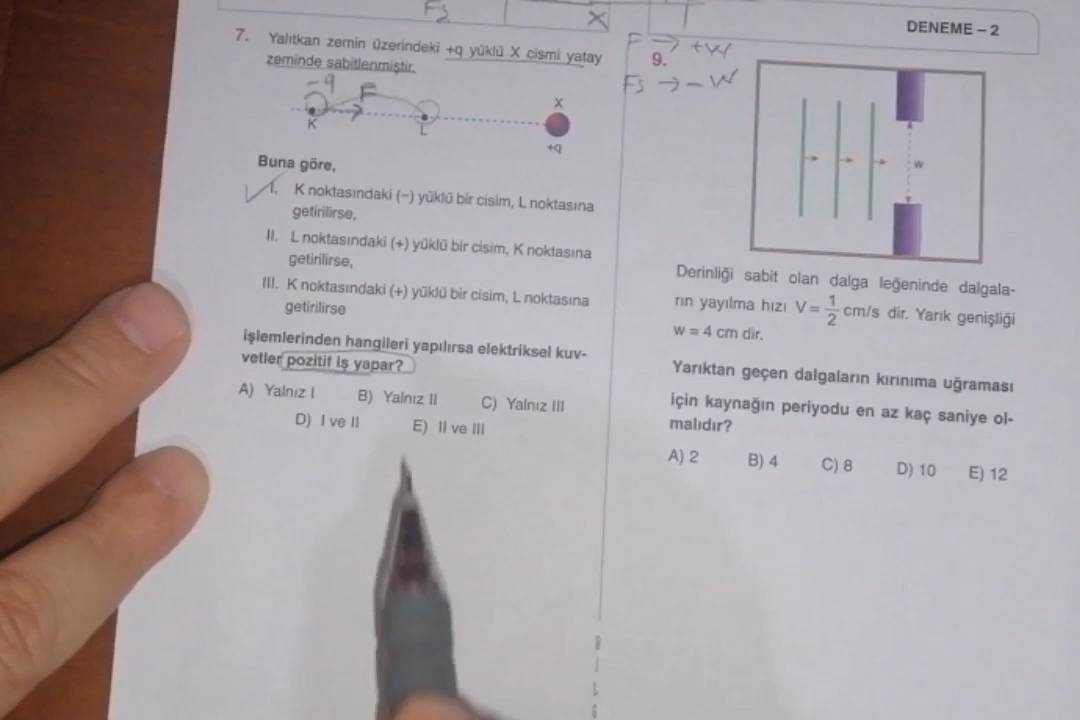 Fs
X
DENEME – 2
7. Yalıtkan zemin üzerindeki +q yüklü X cismi yatay
zeminde sabitlenmiştir.
–q
F
K
L
X
+q
Buna göre,
I. K noktasındaki (–) yüklü bir cisim, L noktasına
getirilirse,
II. L noktasındaki (+) yüklü bir cisim, K noktasına
getirilirse,
III. K noktasındaki (+) yüklü bir cisim, L noktasına
getirilirse
işlemlerinden hangileri yapılırsa elektriksel kuv-
vetler pozitif iş yapar?
A) Yalnız I B) Yalnız II C) Yalnız III
D) I ve II E) II ve III
F → +W
Fs → – W
9.
w
Derinliği sabit olan dalga leğeninde dalgala-
rın yayılma hızı V = 1/2 cm/s dir. Yarık genişliği
w = 4 cm dir.
Yarıktan geçen dalgaların kırınıma uğraması
için kaynağın periyodu en az kaç saniye ol-
malıdır?
A) 2 B) 4 C) 8 D) 10 E) 12